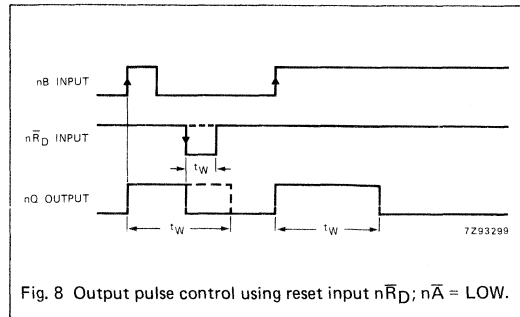 nB INPUT
nR̅D INPUT
tW
nQ OUTPUT
tW
tW
7Z93299
Fig. 8 Output pulse control using reset input nR̅D; nA̅ = LOW.